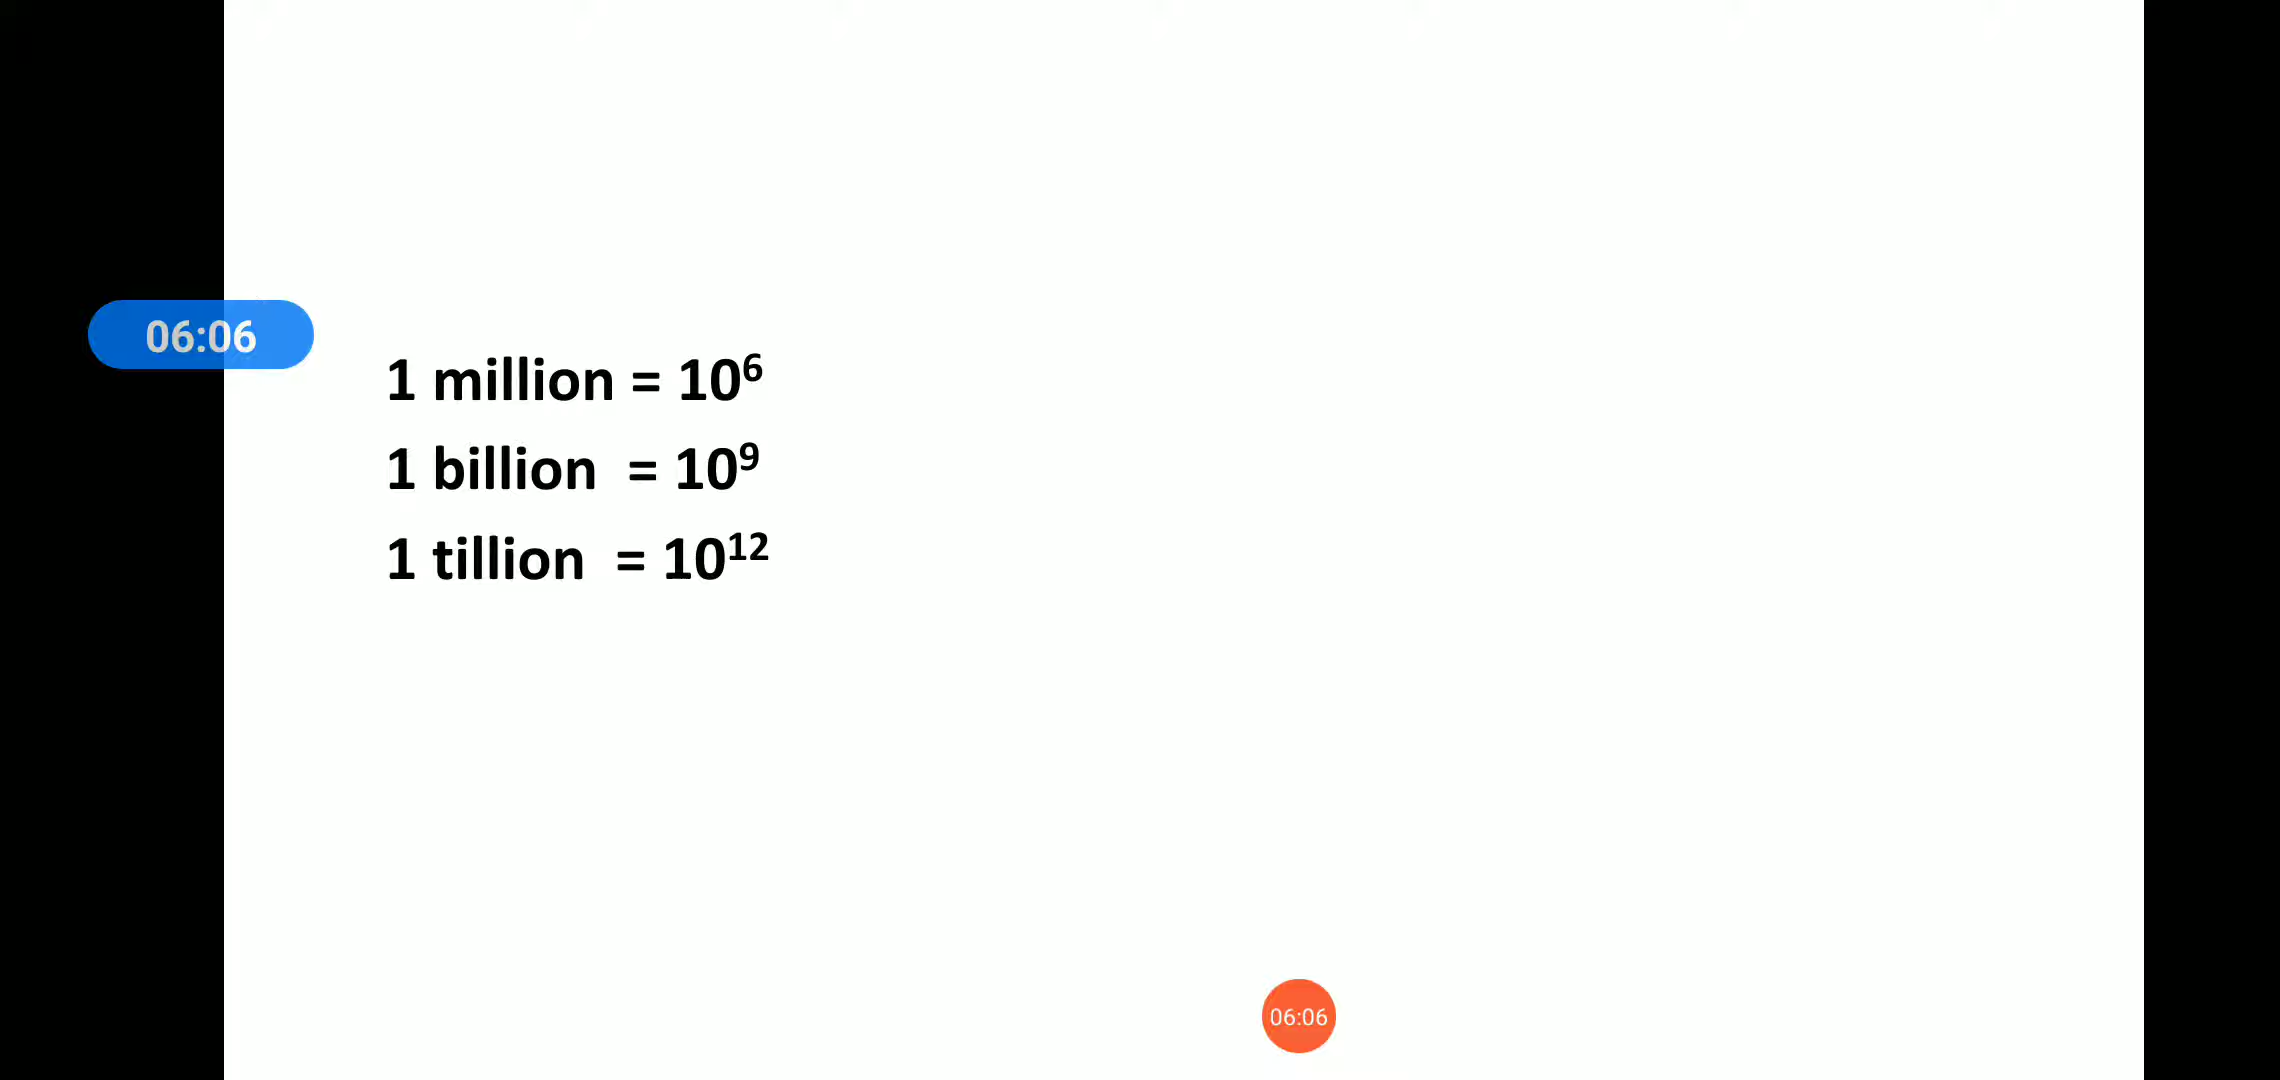 06:06
1 million = 10⁶
1 billion = 10⁹
1 tillion = 10¹²
06:06